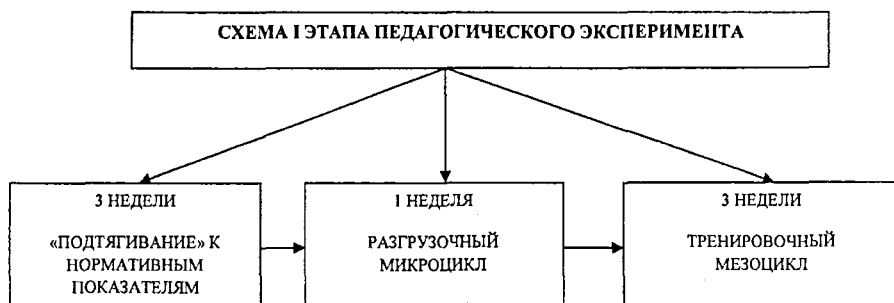 СХЕМА I ЭТАПА ПЕДАГОГИЧЕСКОГО ЭКСПЕРИМЕНТА
3 НЕДЕЛИ
«ПОДТЯГИВАНИЕ» К
НОРМАТИВНЫМ
ПОКАЗАТЕЛЯМ
1 НЕДЕЛЯ
РАЗГРУЗОЧНЫЙ
МИКРОЦИКЛ
3 НЕДЕЛИ
ТРЕНИРОВОЧНЫЙ
МЕЗОЦИКЛ